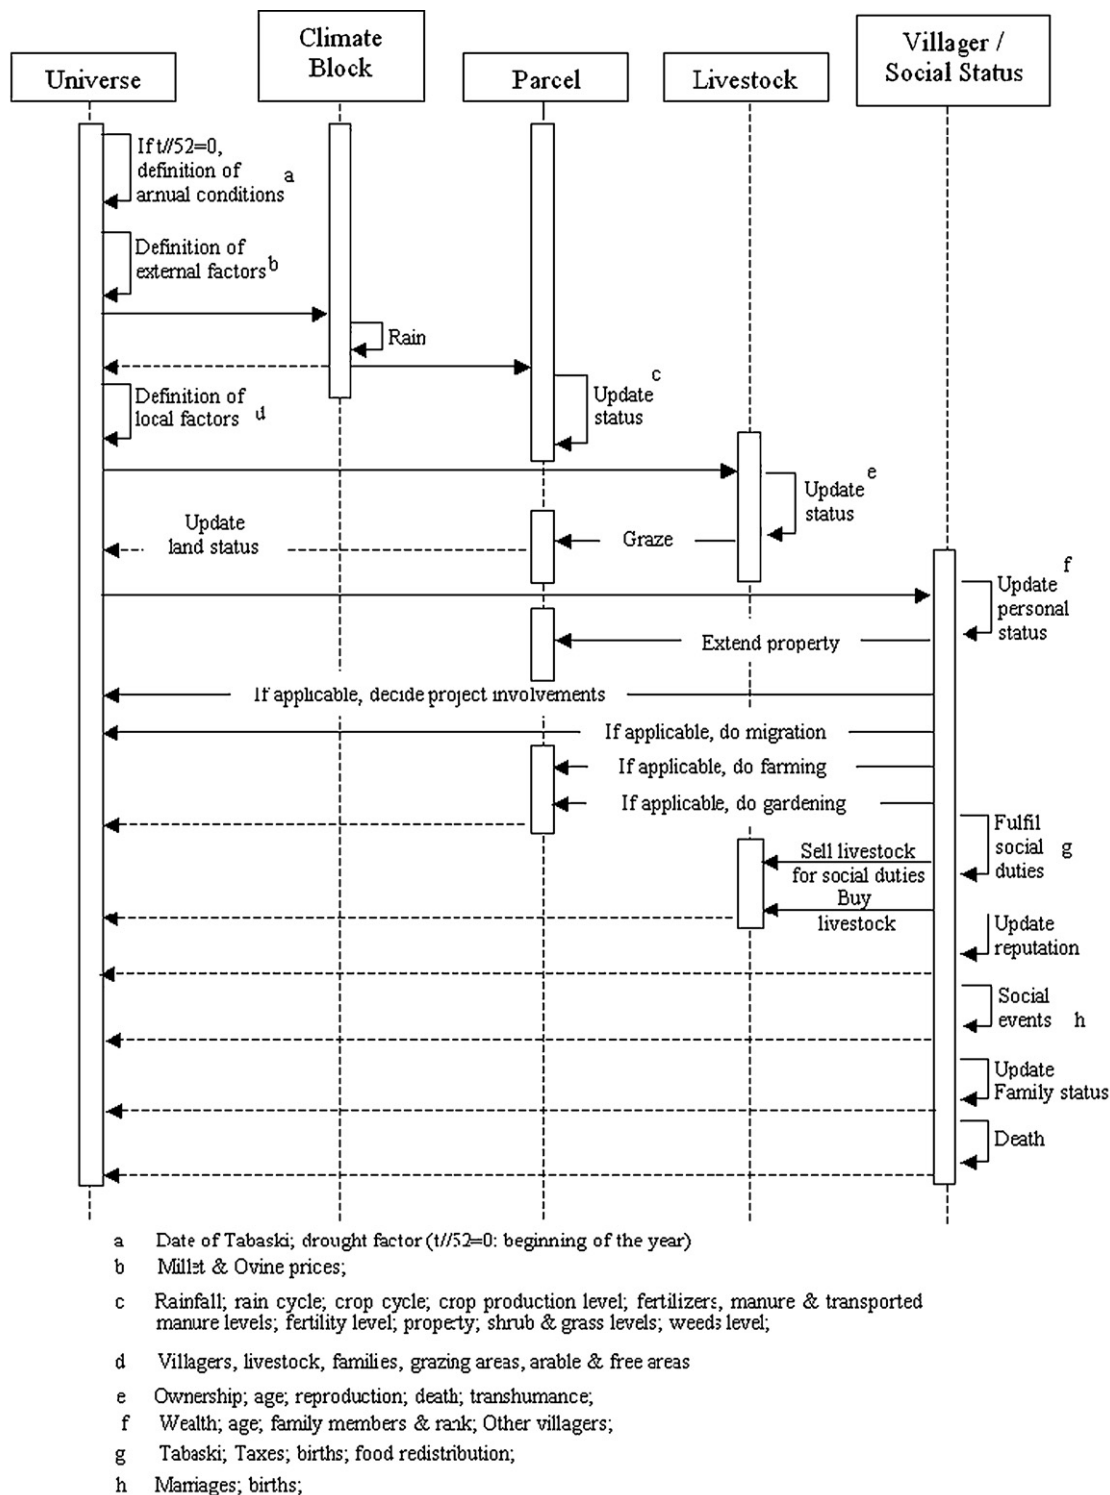 Climate
Block
Villager /
Social Status
Universe
Parcel
Livestock
If t//52=0,
definition of
annual conditions a
Definition of
external factors b
Rain
Definition of
local factors d
Update c
status
Update e
status
Update
land status
Graze
Update f
personal
status
Extend property
If applicable, decide project involvements
If applicable, do migration
If applicable, do farming
If applicable, do gardening
Fulfil
social g
duties
Sell livestock
for social duties
Buy
livestock
Update
reputation
Social
events h
Update
Family status
Death
a Date of Tabaski; drought factor (t//52=0: beginning of the year)
b Millet & Ovine prices;
c Rainfall; rain cycle; crop cycle; crop production level; fertilizers, manure & transported
manure levels; fertility level; property; shrub & grass levels; weeds level;
d Villagers, livestock, families, grazing areas, arable & free areas
e Ownership; age; reproduction; death; transhumance;
f Wealth; age; family members & rank; Other villagers;
g Tabaski; Taxes; births; food redistribution;
h Marriages; births;